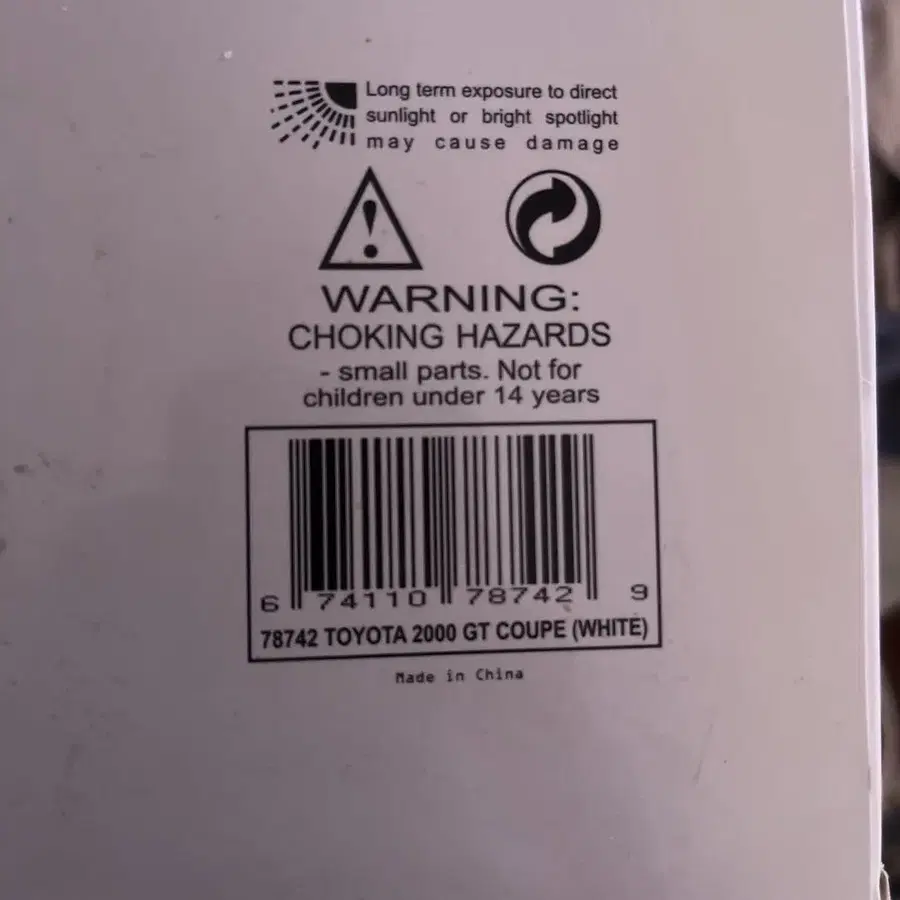 Long term exposure to direct
sunlight or bright spotlight
may cause damage
WARNING:
CHOKING HAZARDS
- small parts. Not for
children under 14 years
6 74110 78742 9
78742 TOYOTA 2000 GT COUPE (WHITE)
Made in China